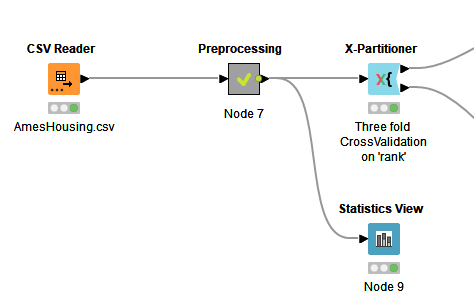 CSV Reader
Preprocessing
X-Partitioner
X{
AmesHousing.csv
Node 7
Three fold
CrossValidation
on 'rank'
Statistics View
Node 9